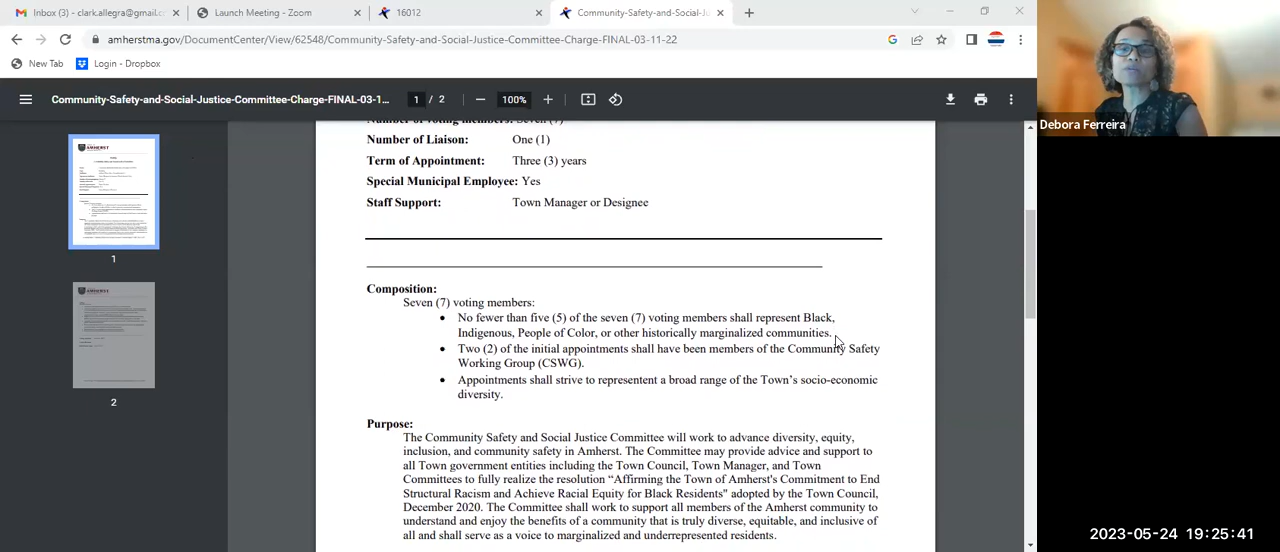 Inbox (3) - clark.allegra@gmail.co
Launch Meeting - Zoom
16012
Community-Safety-and-Social-Ju
amherstma.gov/DocumentCenter/View/62548/Community-Safety-and-Social-Justice-Committee-Charge-FINAL-03-11-22
New Tab
Login - Dropbox
Community-Safety-and-Social-Justice-Committee-Charge-FINAL-03-1...
1 / 2
100%
Debora Ferreira
1
2
Number of voting members: Seven (7)
Number of Liaison: One (1)
Term of Appointment: Three (3) years
Special Municipal Employee: Yes
Staff Support: Town Manager or Designee
Composition:
Seven (7) voting members:
• No fewer than five (5) of the seven (7) voting members shall represent Black,
Indigenous, People of Color, or other historically marginalized communities.
• Two (2) of the initial appointments shall have been members of the Community Safety
Working Group (CSWG).
• Appointments shall strive to representent a broad range of the Town's socio-economic
diversity.
Purpose:
The Community Safety and Social Justice Committee will work to advance diversity, equity,
inclusion, and community safety in Amherst. The Committee may provide advice and support to
all Town government entities including the Town Council, Town Manager, and Town
Committees to fully realize the resolution “Affirming the Town of Amherst's Commitment to End
Structural Racism and Achieve Racial Equity for Black Residents" adopted by the Town Council,
December 2020. The Committee shall work to support all members of the Amherst community to
understand and enjoy the benefits of a community that is truly diverse, equitable, and inclusive of
all and shall serve as a voice to marginalized and underrepresented residents.
2023-05-24 19:25:41